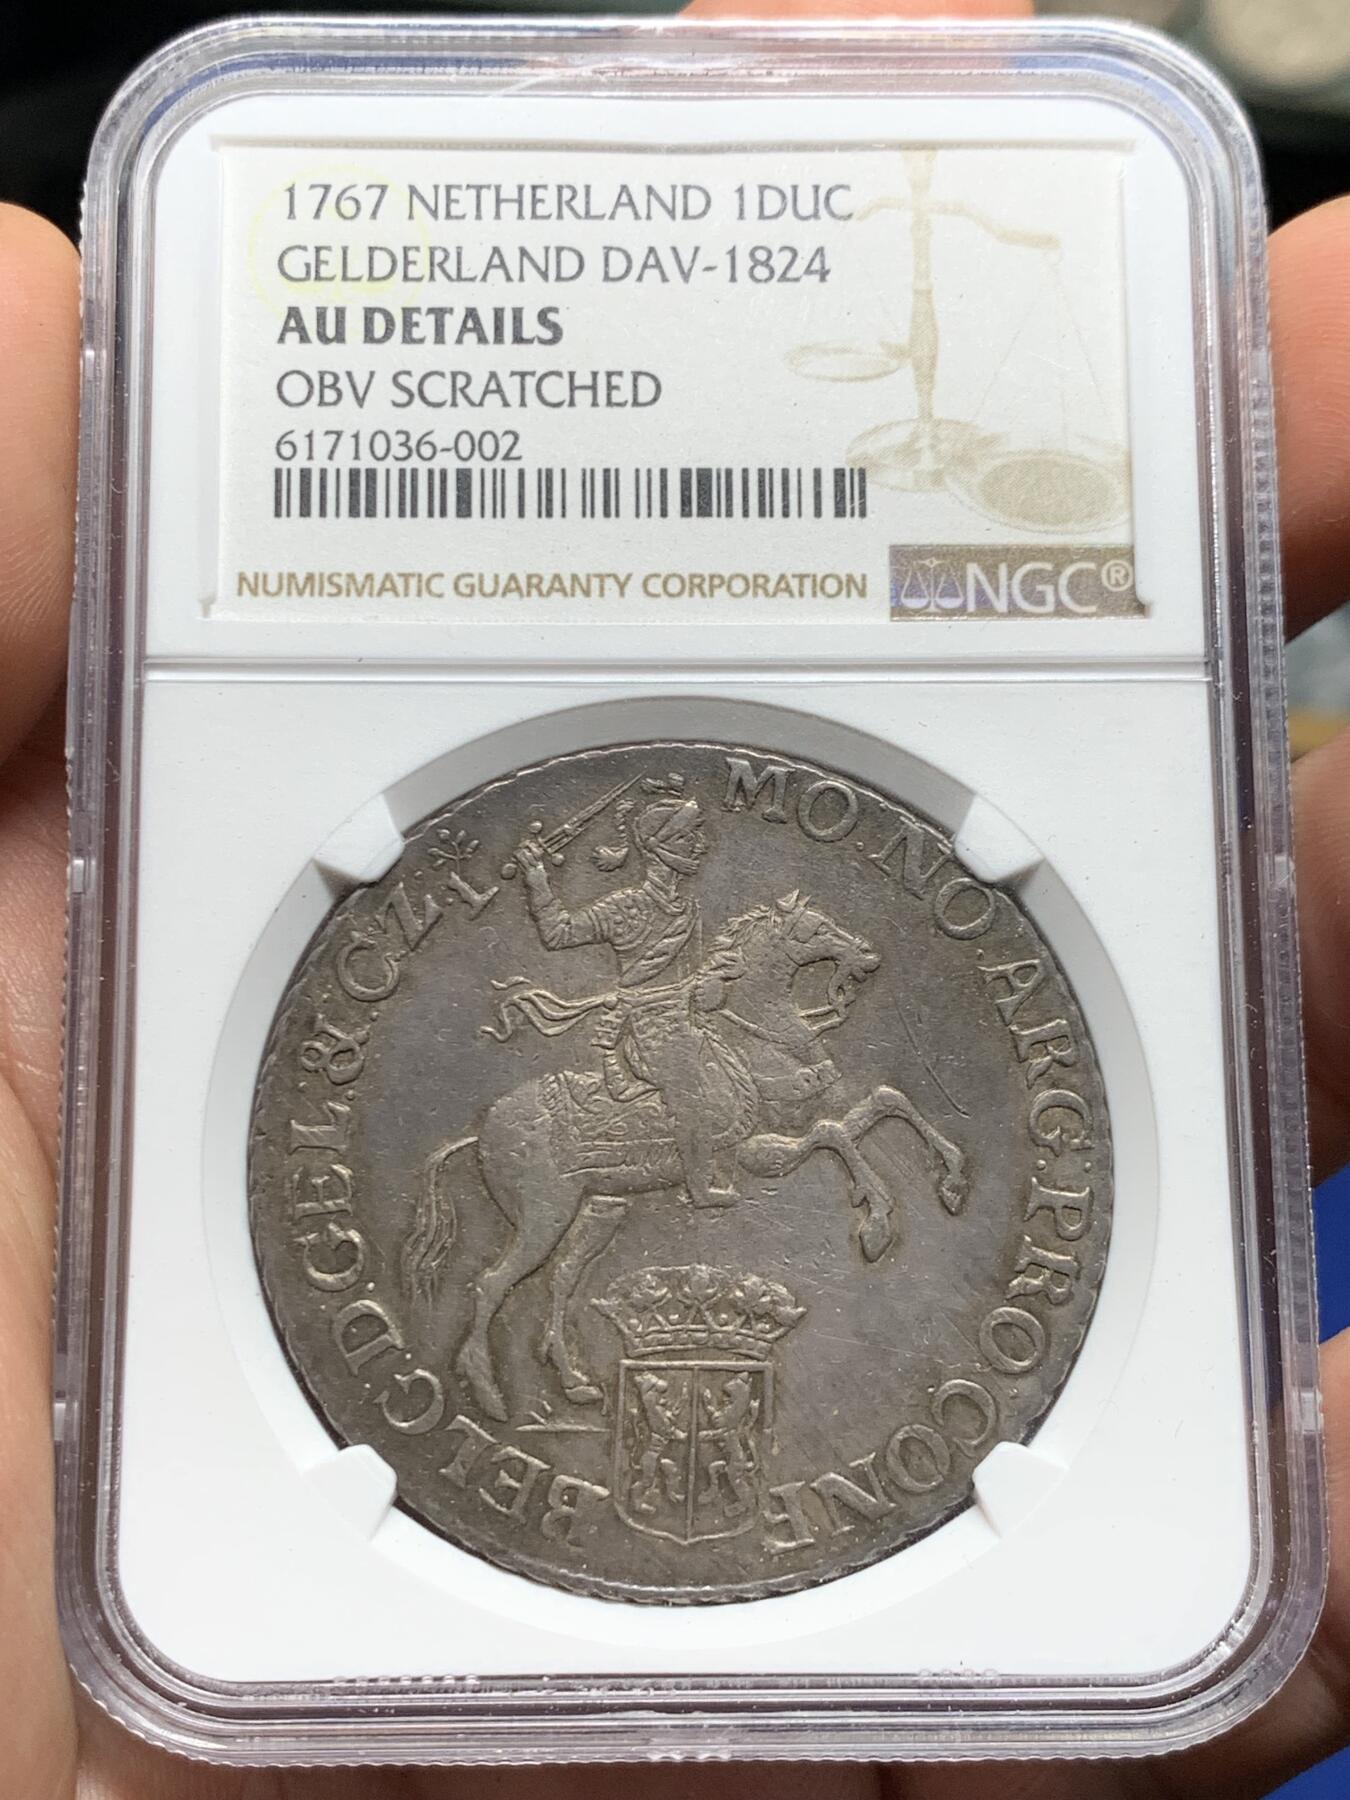 1767 NETHERLAND 1DUC
GELDERLAND DAV-1824
AU DETAILS
OBV SCRATCHED
6171036-002
NUMISMATIC GUARANTY CORPORATION
NGC®
MO:NO:ARG:PRO:CONF
BELG:D:GEL:&:C:Z:I